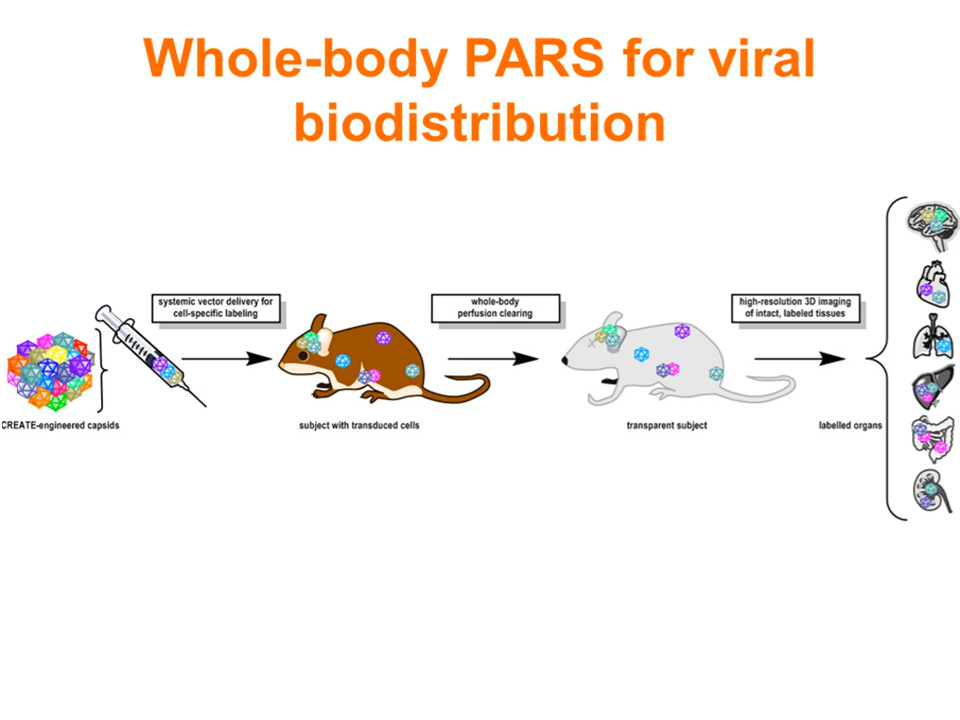 Whole-body PARS for viral
biodistribution
systemic vector delivery for
cell-specific labeling
whole-body
perfusion clearing
high-resolution 3D imaging
of intact, labeled tissues
CREATE-engineered capsids
subject with transduced cells
transparent subject
labelled organs